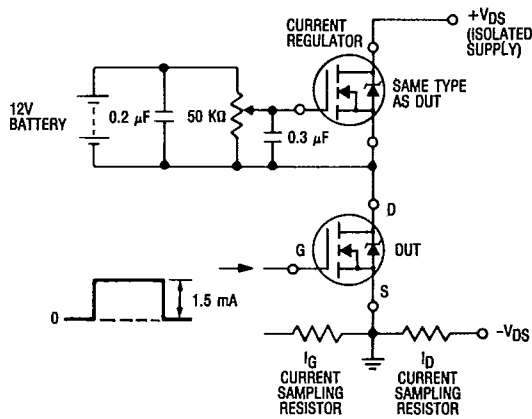 CURRENT
REGULATOR
+VDS
(ISOLATED
SUPPLY)
SAME TYPE
AS DUT
12V
BATTERY
0.2 µF
50 KΩ
0.3 µF
D
G
DUT
S
0
1.5 mA
-VDS
IG
CURRENT
SAMPLING
RESISTOR
ID
CURRENT
SAMPLING
RESISTOR